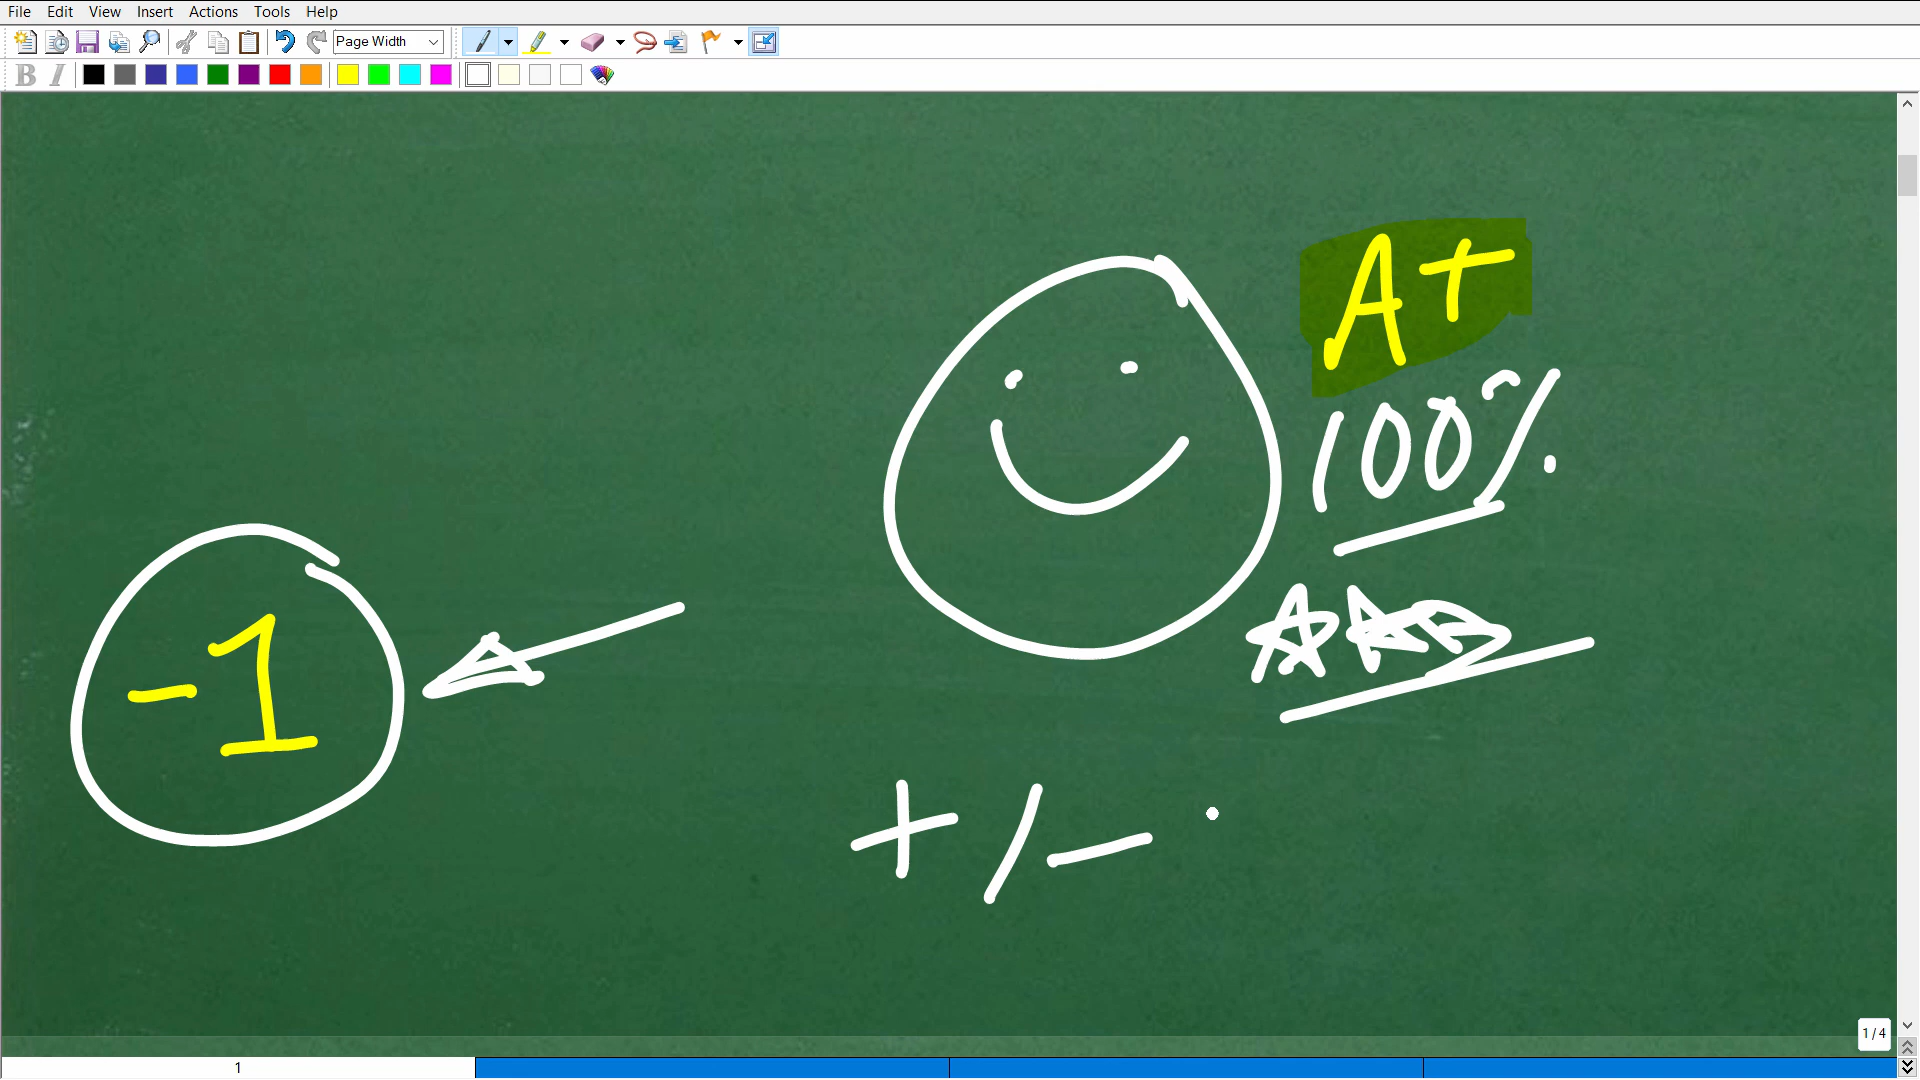 File Edit View Insert Actions Tools Help
Page Width
B I
A+
100%
-1
+/-
1/4
1